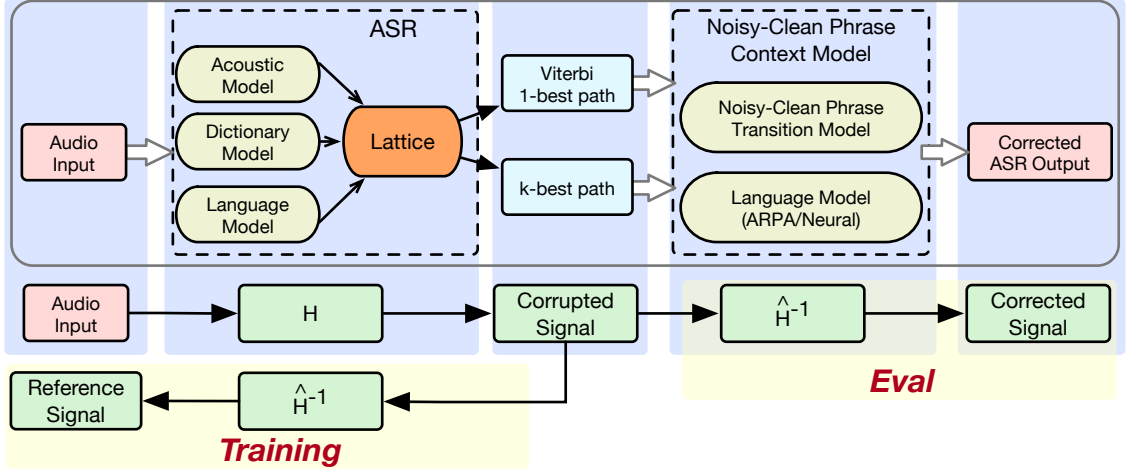 ASR
Acoustic
Model
Dictionary
Model
Language
Model
Audio
Input
Lattice
Viterbi
1-best path
k-best path
Noisy-Clean Phrase
Context Model
Noisy-Clean Phrase
Transition Model
Language Model
(ARPA/Neural)
Corrected
ASR Output
Audio
Input
H
Corrupted
Signal
Ĥ-1
Corrected
Signal
Eval
Reference
Signal
Ĥ-1
Training